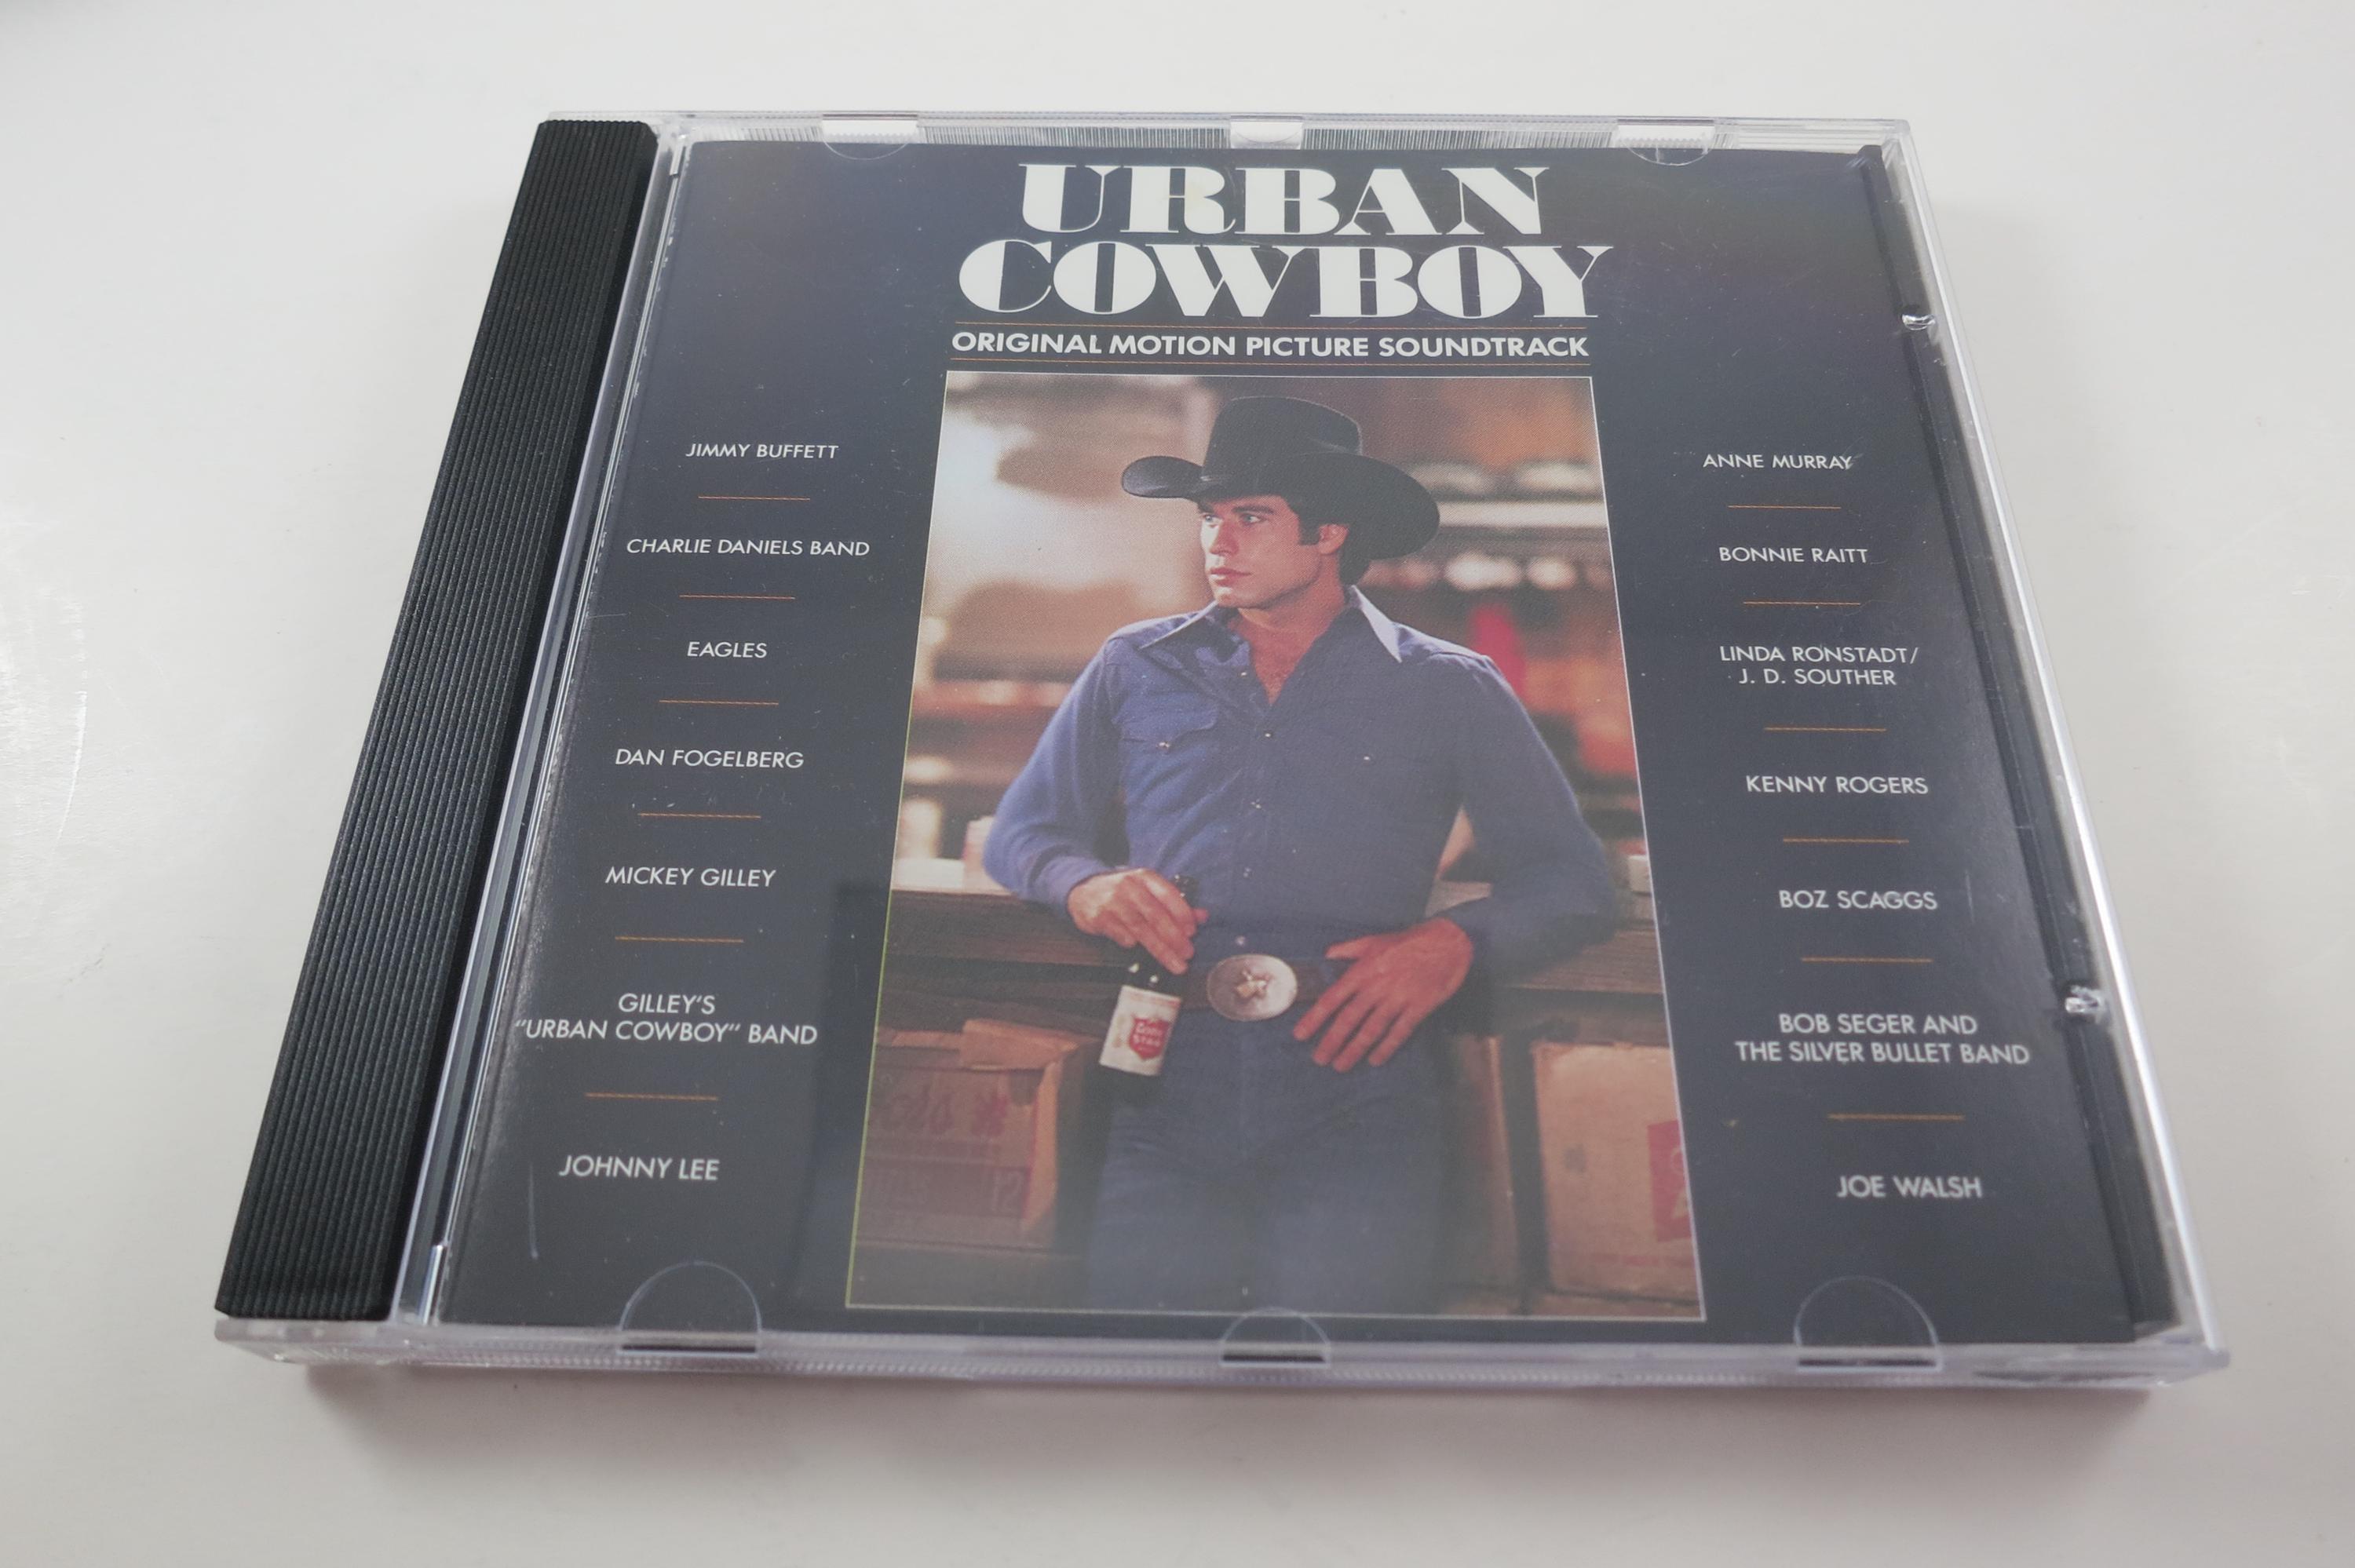 URBAN
COWBOY
ORIGINAL MOTION PICTURE SOUNDTRACK
JIMMY BUFFETT
CHARLIE DANIELS BAND
EAGLES
DAN FOGELBERG
MICKEY GILLEY
GILLEY'S
"URBAN COWBOY" BAND
JOHNNY LEE
ANNE MURRAY
BONNIE RAITT
LINDA RONSTADT/
J. D. SOUTHER
KENNY ROGERS
BOZ SCAGGS
BOB SEGER AND
THE SILVER BULLET BAND
JOE WALSH